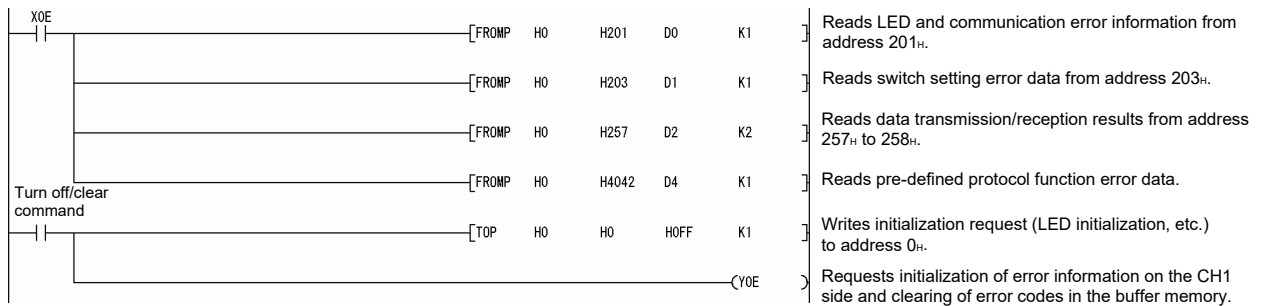 X0E
[FROMP H0 H201 D0 K1 ]
Reads LED and communication error information from
address 201H.
[FROMP H0 H203 D1 K1 ]
Reads switch setting error data from address 203H.
[FROMP H0 H257 D2 K2 ]
Reads data transmission/reception results from address
257H to 258H.
[FROMP H0 H4042 D4 K1 ]
Reads pre-defined protocol function error data.
Turn off/clear
command
[TOP H0 H0 H0FF K1 ]
Writes initialization request (LED initialization, etc.)
to address 0H.
(Y0E )
Requests initialization of error information on the CH1
side and clearing of error codes in the buffer memory.